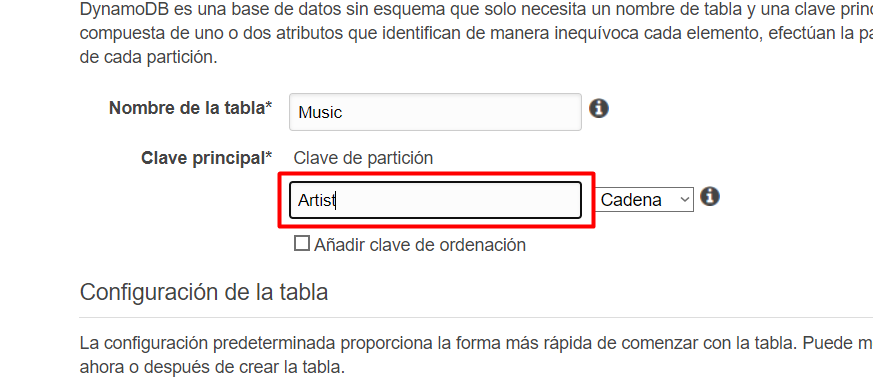 DynamoDB es una base de datos sin esquema que solo necesita un nombre de tabla y una clave
compuesta de uno o dos atributos que identifican de manera inequívoca cada elemento, efectúan la
de cada partición.
Nombre de la tabla* Music
Clave principal* Clave de partición
Artist Cadena
Añadir clave de ordenación
Configuración de la tabla
La configuración predeterminada proporciona la forma más rápida de comenzar con la tabla. Puede
ahora o después de crear la tabla.